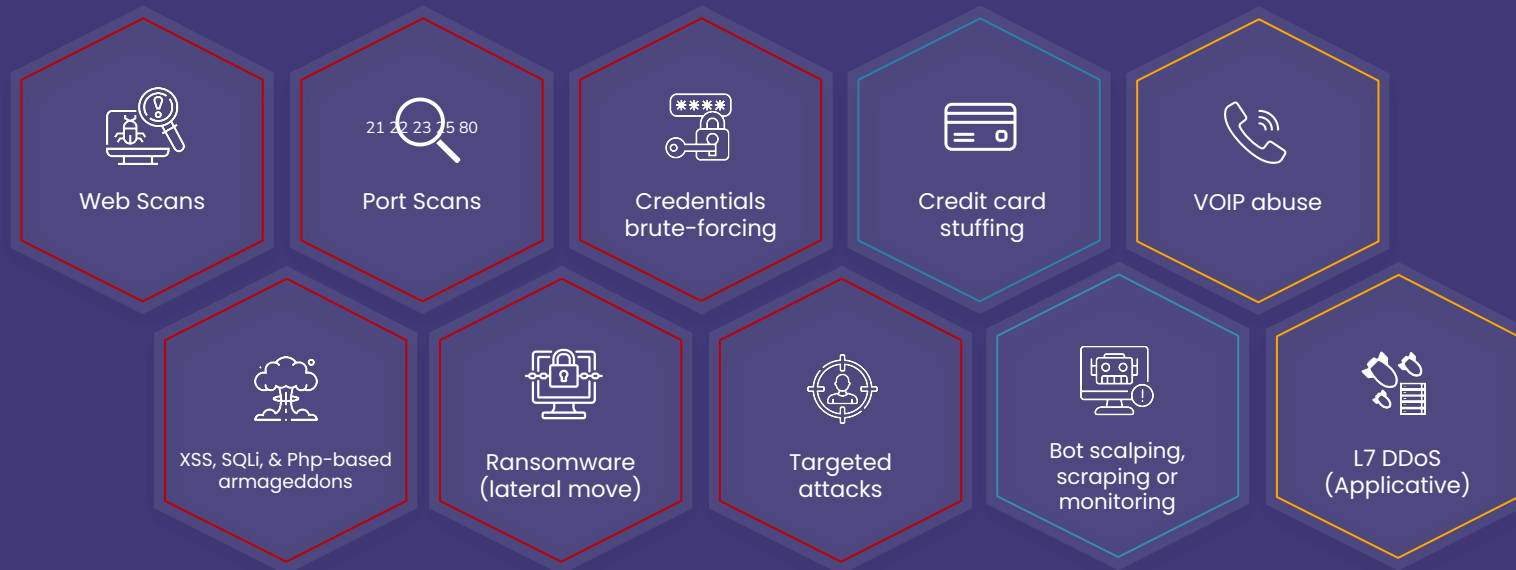 ****
21 22 23 25 80
Web Scans
Port Scans
Credentials
brute-forcing
Credit card
stuffing
VOIP abuse
XSS, SQLi, & Php-based
armageddons
Ransomware
(lateral move)
Targeted
attacks
Bot scalping,
scraping or
monitoring
L7 DDoS
(Applicative)